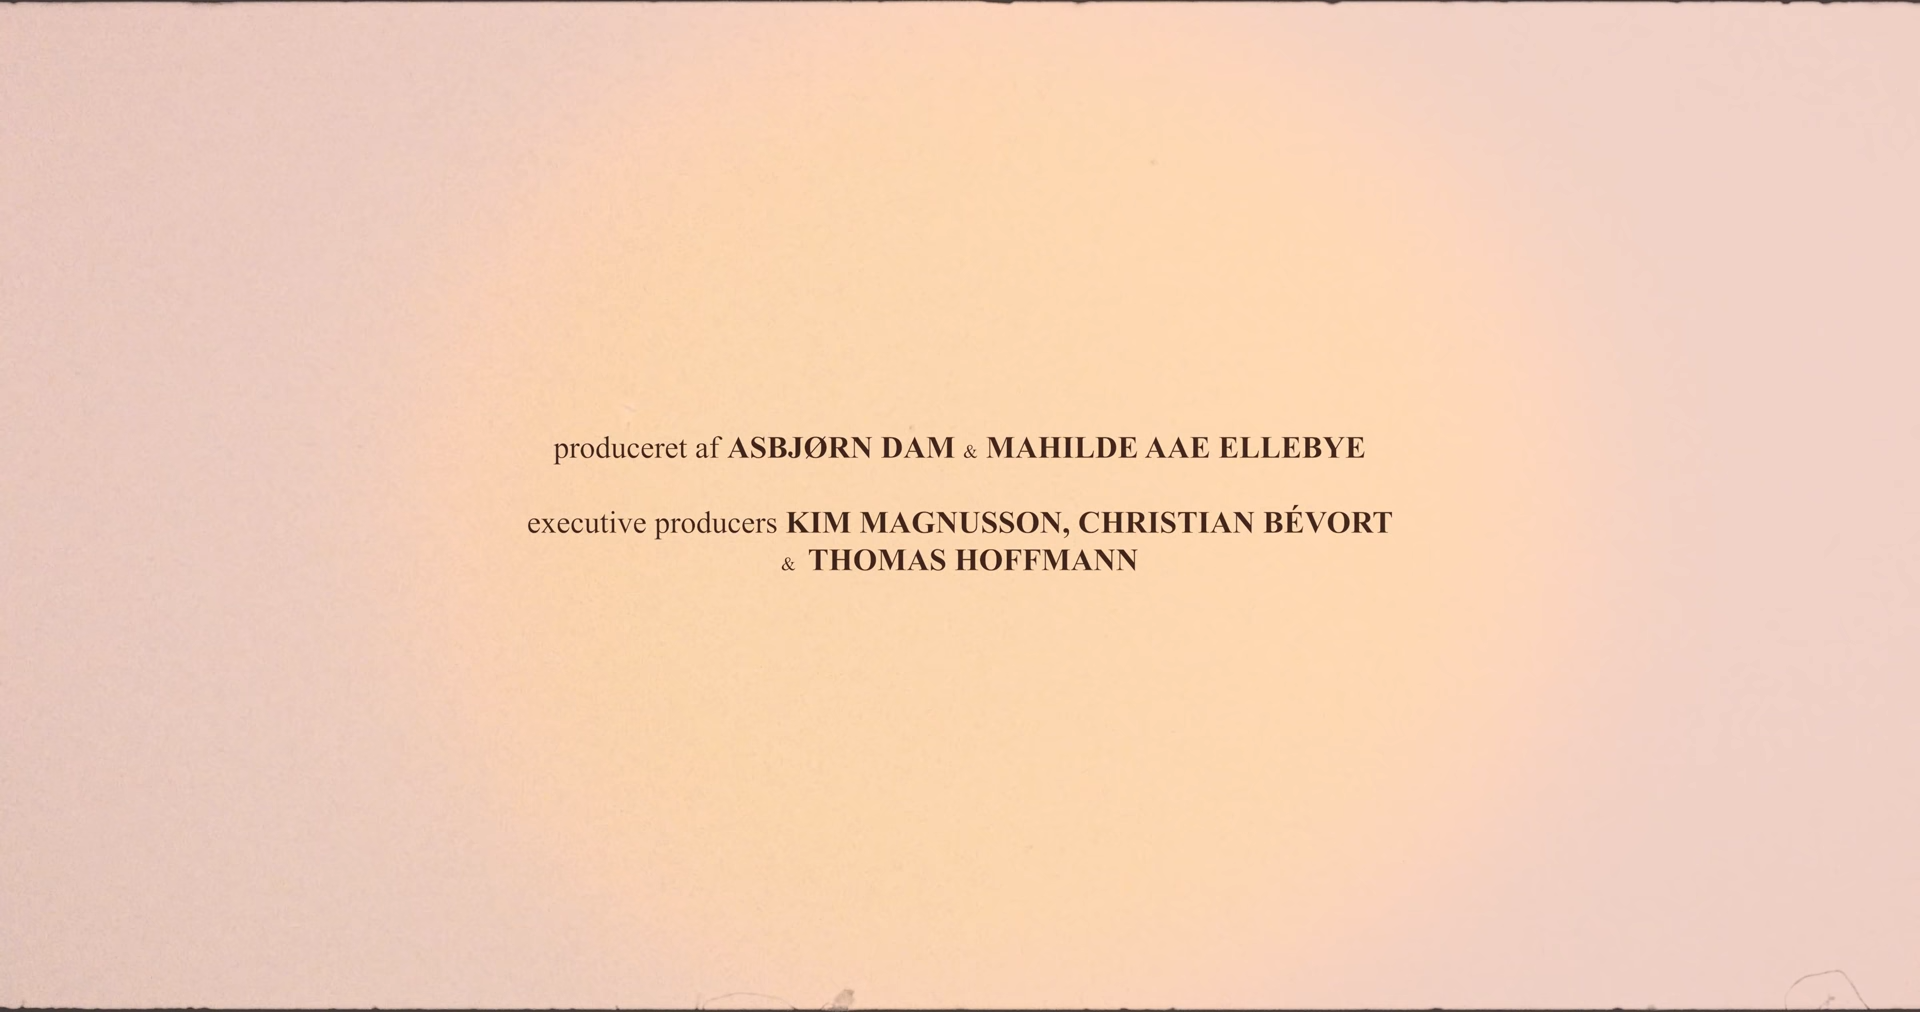 produceret af ASBJØRN DAM & MAHILDE AAE ELLEBYE
executive producers KIM MAGNUSSON, CHRISTIAN BÉVORT
& THOMAS HOFFMANN